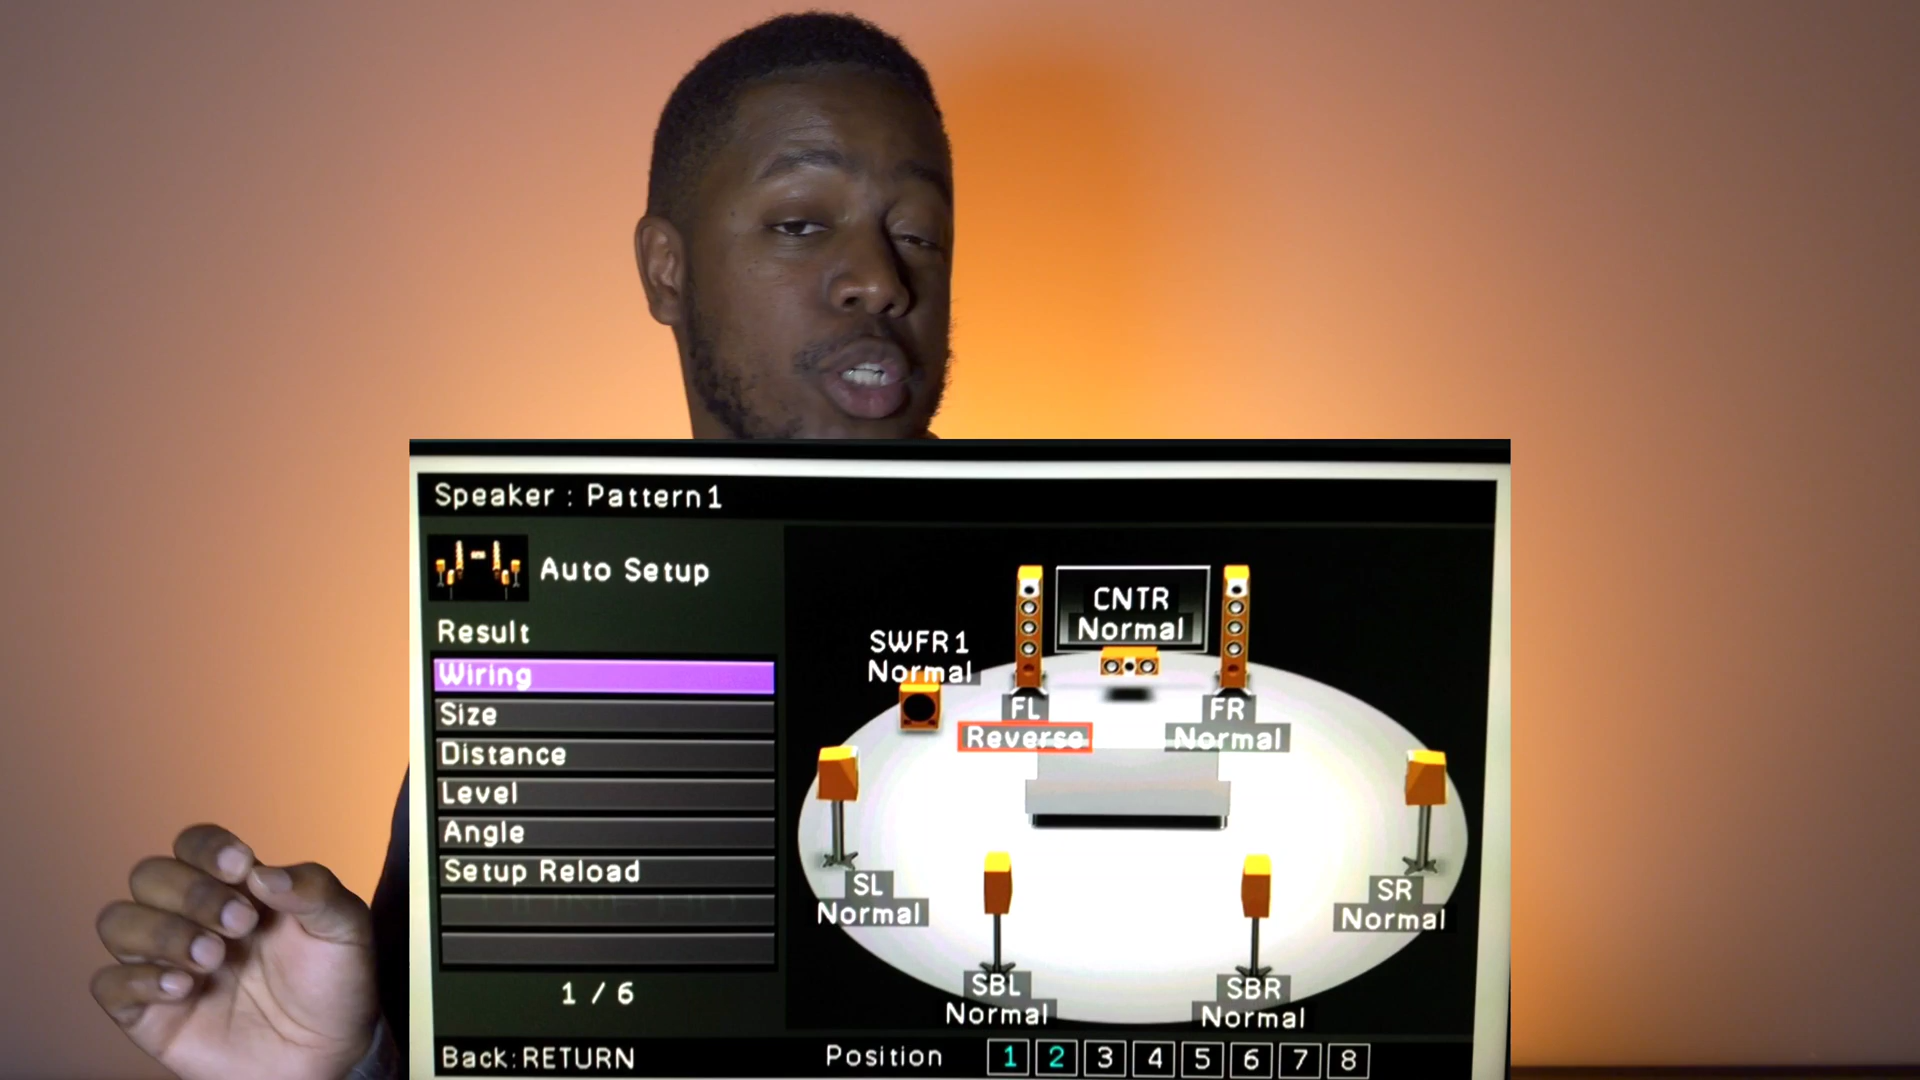 Speaker : Pattern1
Auto Setup
Result
Wiring
Size
Distance
Level
Angle
Setup Reload
1 / 6
CNTR
Normal
SWFR1
Normal
FL
Reverse
FR
Normal
SL
Normal
SR
Normal
SBL
Normal
SBR
Normal
Back:RETURN
Position 1 2 3 4 5 6 7 8